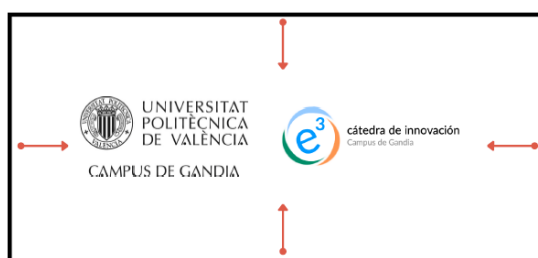 UNIVERSITAT
POLITÈCNICA
DE VALÈNCIA
CAMPUS DE GANDIA
e3
cátedra de innovación
Campus de Gandia